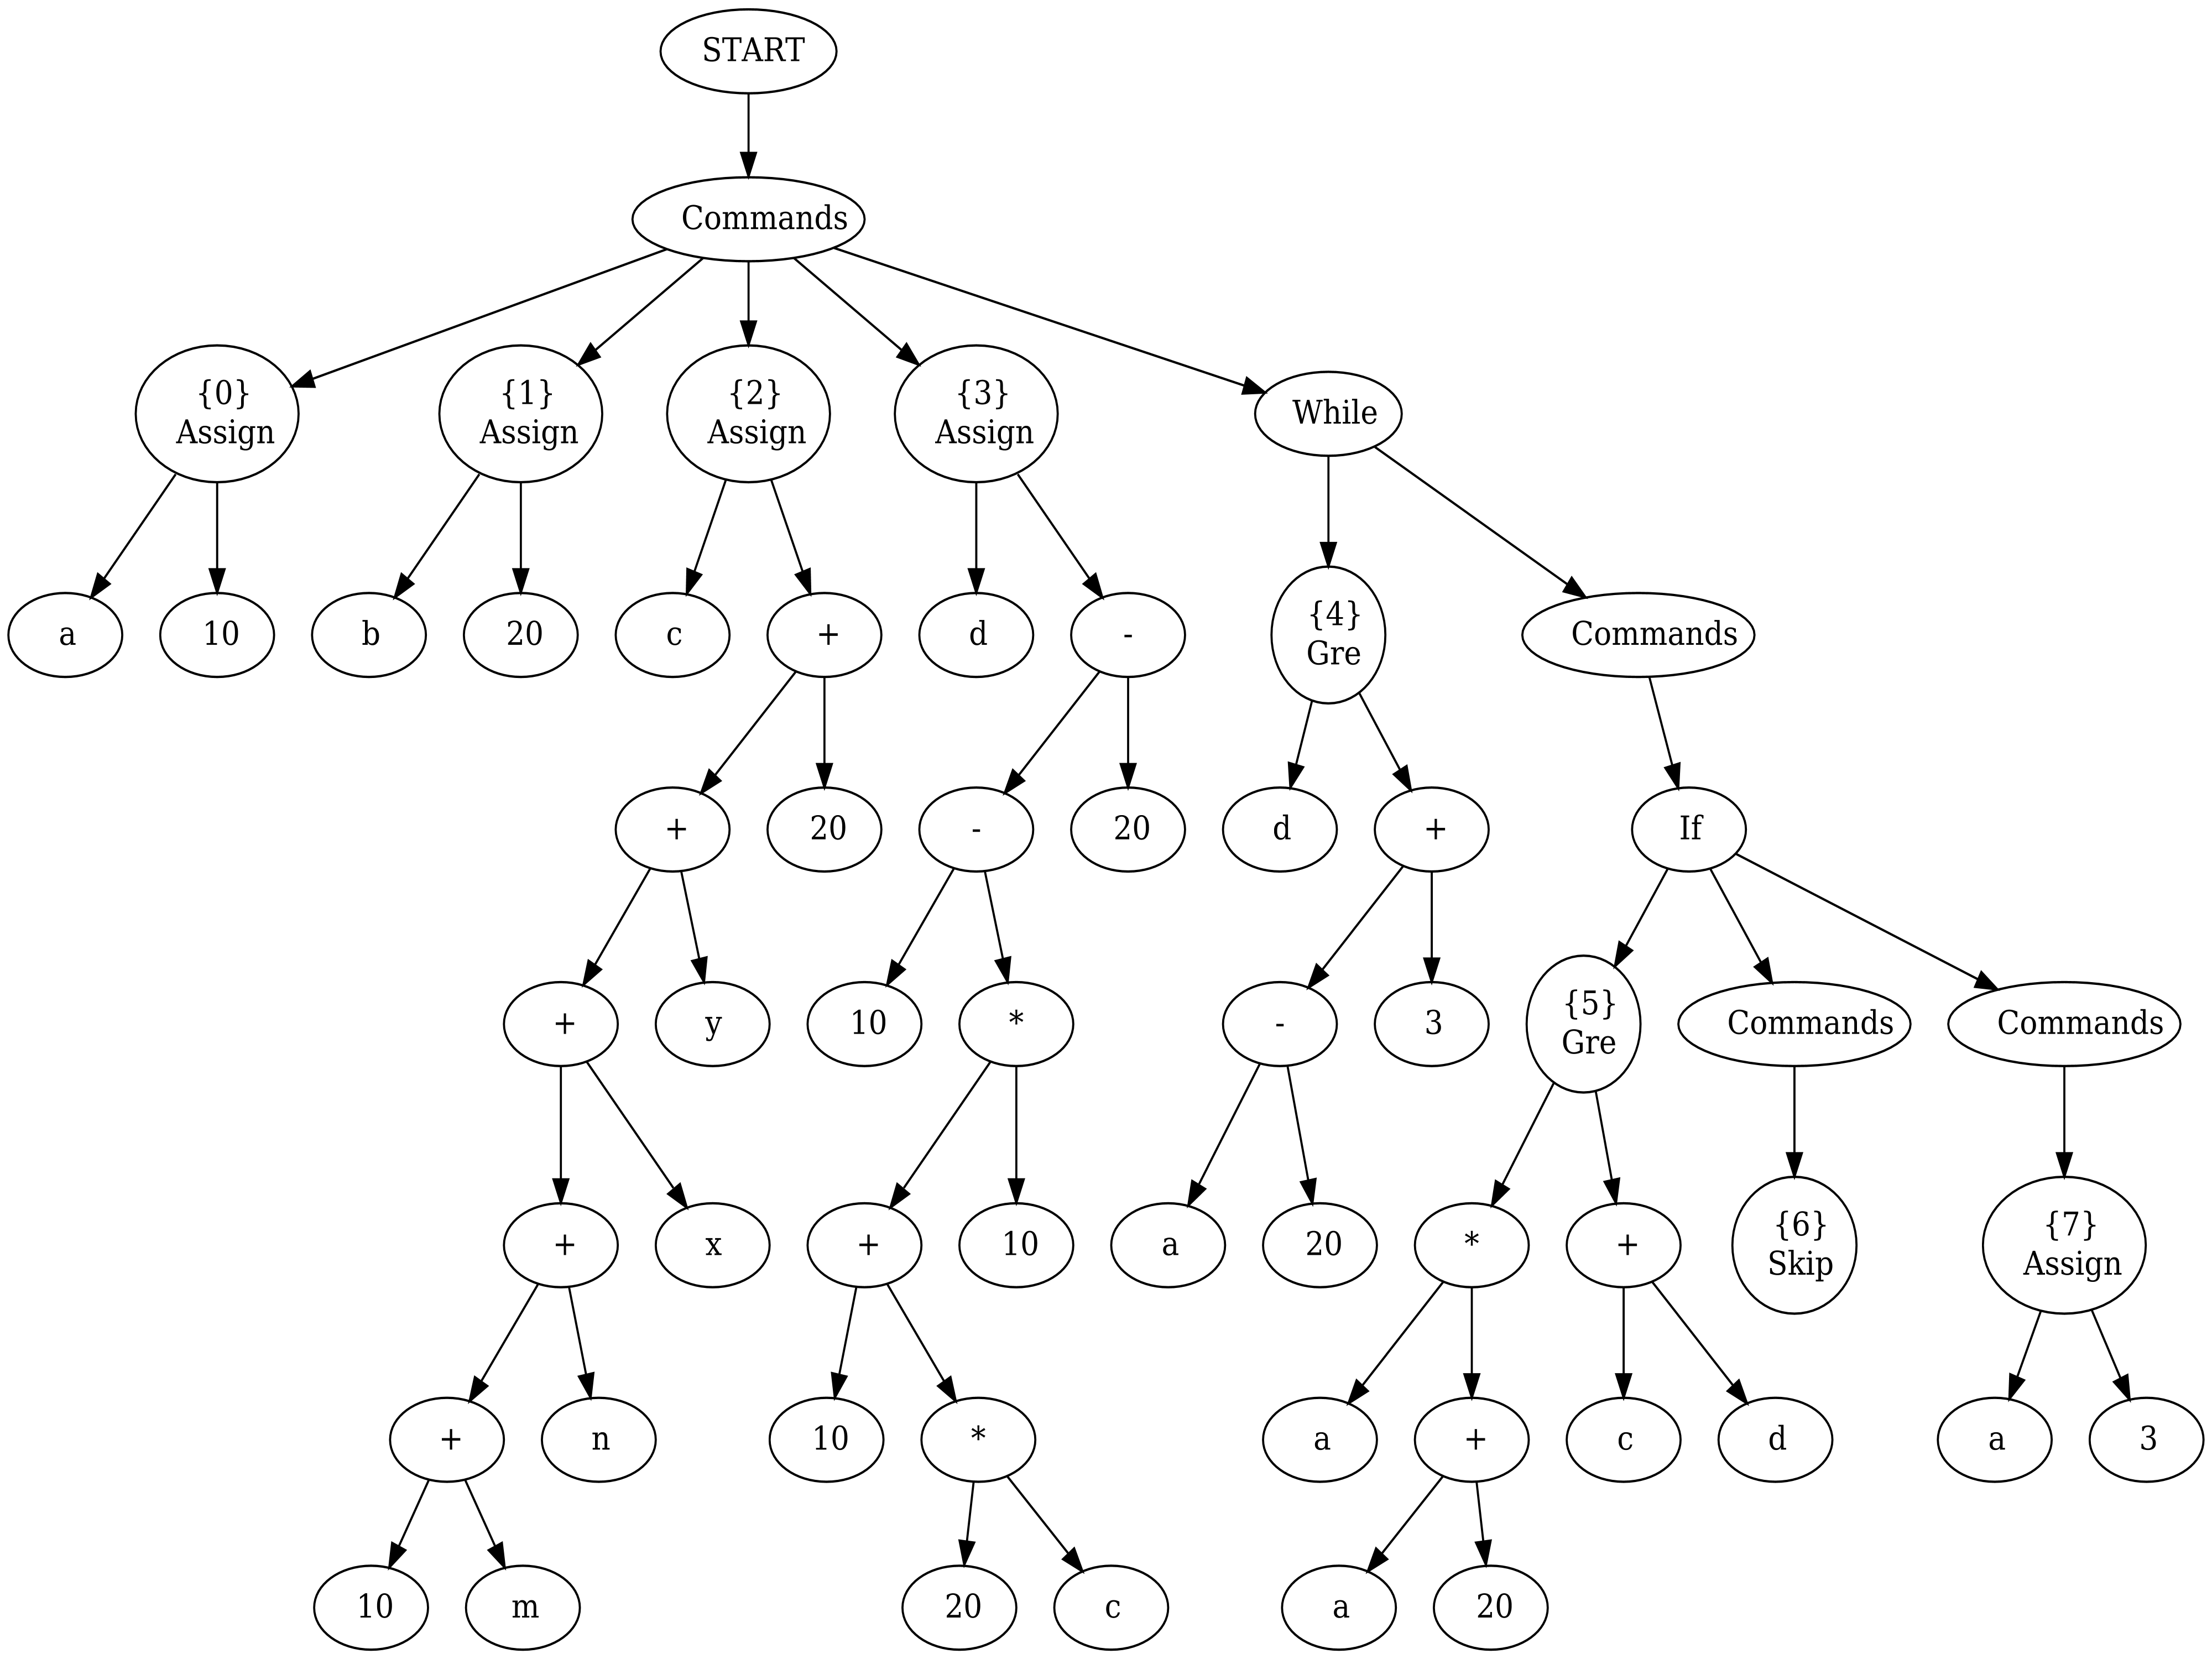 START
Commands
{0}
Assign
{1}
Assign
{2}
Assign
{3}
Assign
While
a
10
b
20
c
+
d
-
{4}
Gre
Commands
+
20
-
20
d
+
If
+
y
10
*
-
3
{5}
Gre
Commands
Commands
+
x
+
10
a
20
*
+
{6}
Skip
{7}
Assign
+
n
10
*
a
+
c
d
a
3
10
m
20
c
a
20